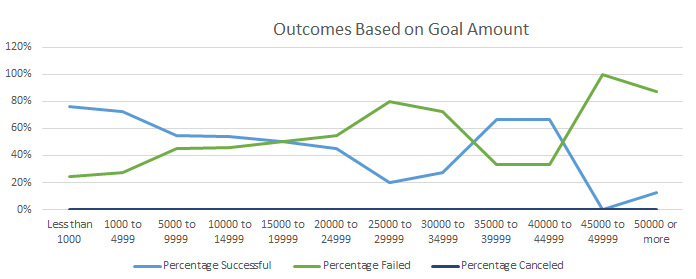 Outcomes Based on Goal Amount
120%
100%
80%
60%
40%
20%
0%
Less than 1000 to 5000 to 10000 to 15000 to 20000 to 25000 to 30000 to 35000 to 40000 to 45000 to 50000 or
1000 4999 9999 14999 19999 24999 29999 34999 39999 44999 49999 more
Percentage Successful Percentage Failed Percentage Canceled